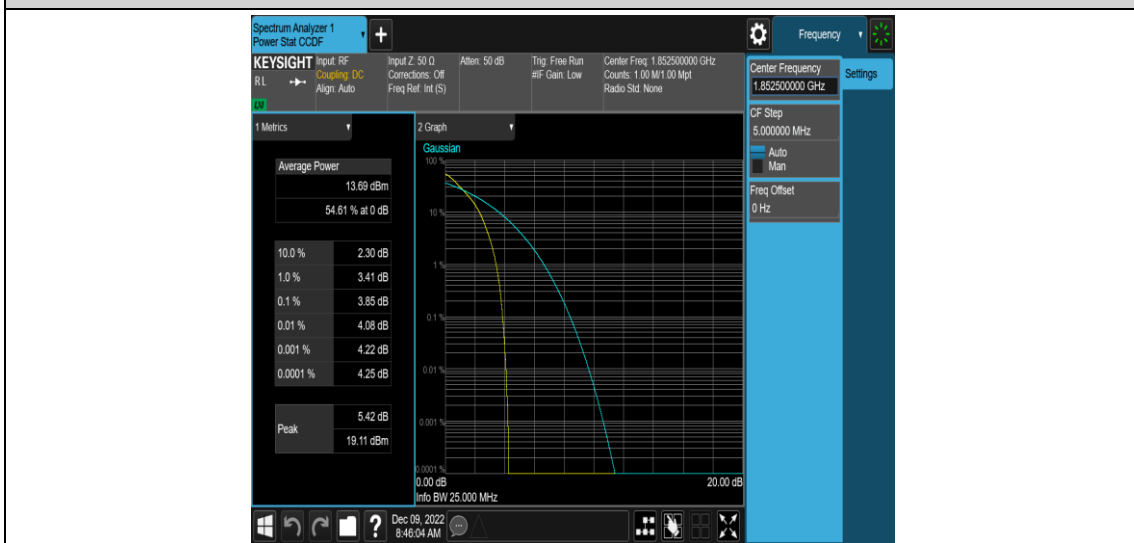 Spectrum Analyzer 1
Power Stat CCDF
Frequency
KEYSIGHT
RL
LXI
Input: RF
Coupling: DC
Align: Auto
Input Z: 50 Ω
Corrections: Off
Freq Ref: Int (S)
Atten: 50 dB
Trig: Free Run
#IF Gain: Low
Center Freq: 1.852500000 GHz
Counts: 1.00 M/1.00 Mpt
Radio Std: None
Center Frequency
1.852500000 GHz
Settings
CF Step
5.000000 MHz
Auto
Man
Freq Offset
0 Hz
1 Metrics
Average Power
13.69 dBm
54.61 % at 0 dB
10.0 % 2.30 dB
1.0 % 3.41 dB
0.1 % 3.85 dB
0.01 % 4.08 dB
0.001 % 4.22 dB
0.0001 % 4.25 dB
Peak
5.42 dB
19.11 dBm
2 Graph
Gaussian
100 %
10 %
1 %
0.1 %
0.01 %
0.001 %
0.0001 %
0.00 dB 20.00 dB
Info BW 25.000 MHz
?
Dec 09, 2022
8:46:04 AM